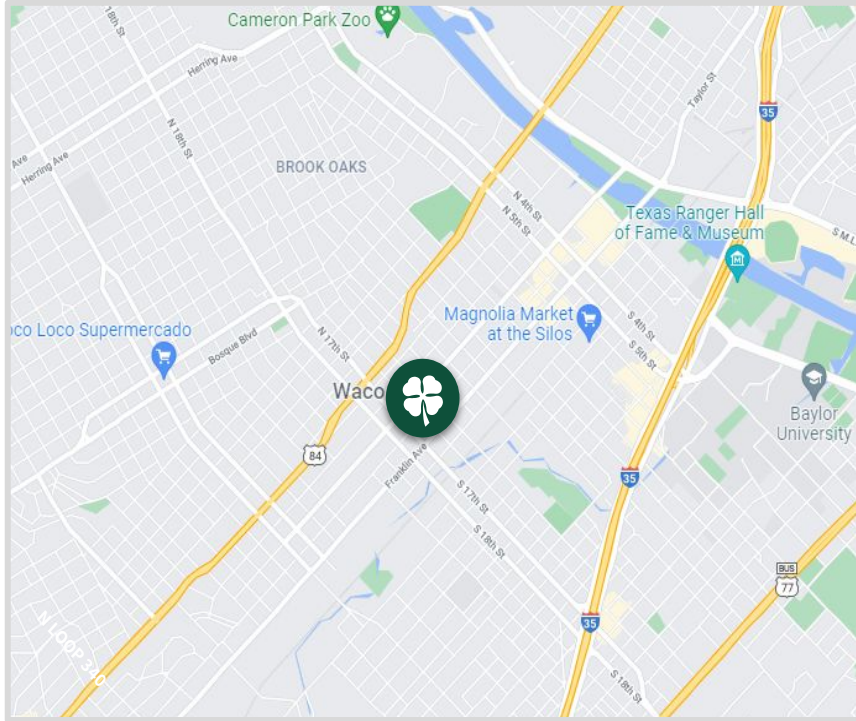 Cameron Park Zoo
18th St
Herring Ave
Taylor St
35
N 18th St
Ave
Herring Ave
BROOK OAKS
N 4th St
N 5th St
Texas Ranger Hall
of Fame & Museum
S M.L
oco Loco Supermercado
Bosque Blvd
N 17th St
Magnolia Market
at the Silos
S 4th St
S 5th St
Waco
Baylor
University
84
Franklin Ave
35
S 17th St
S 18th St
BUS
77
35
N LOOP 340
S 18th St